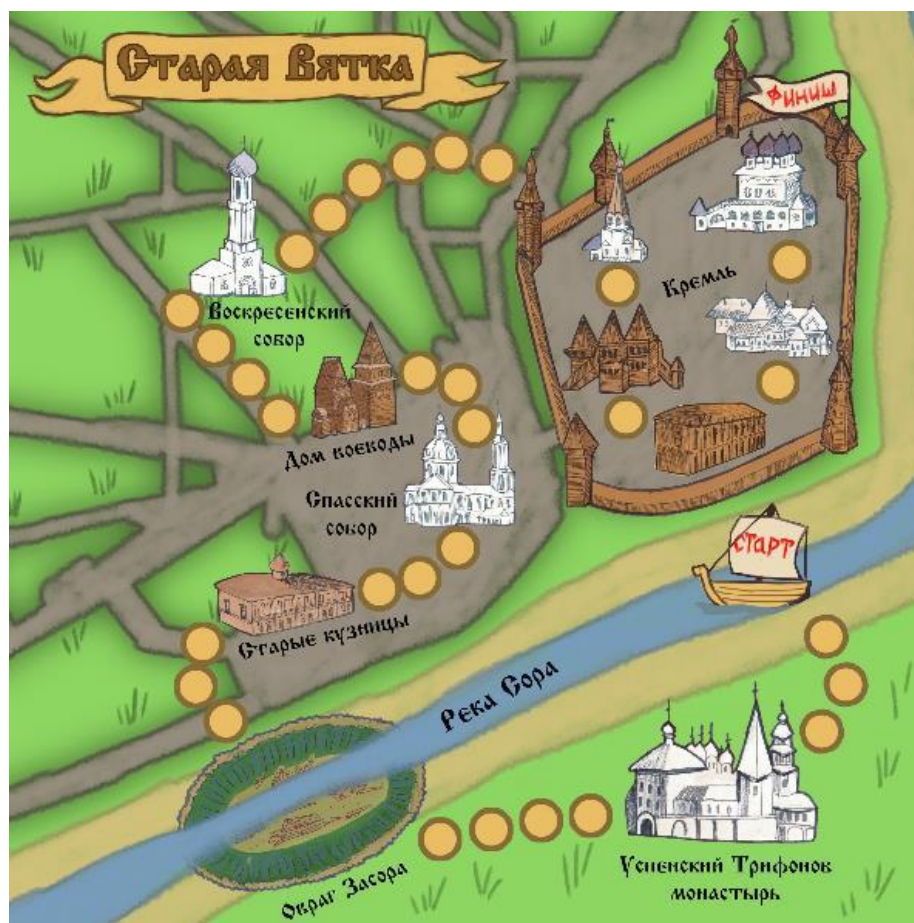 Старая Вятка
Финиш
Кремль
Воскресенский
собор
Дом воеводы
Спасский
собор
Старт
Старые кузницы
Река Сора
Овраг Засора
Успенский Трифонов
монастырь